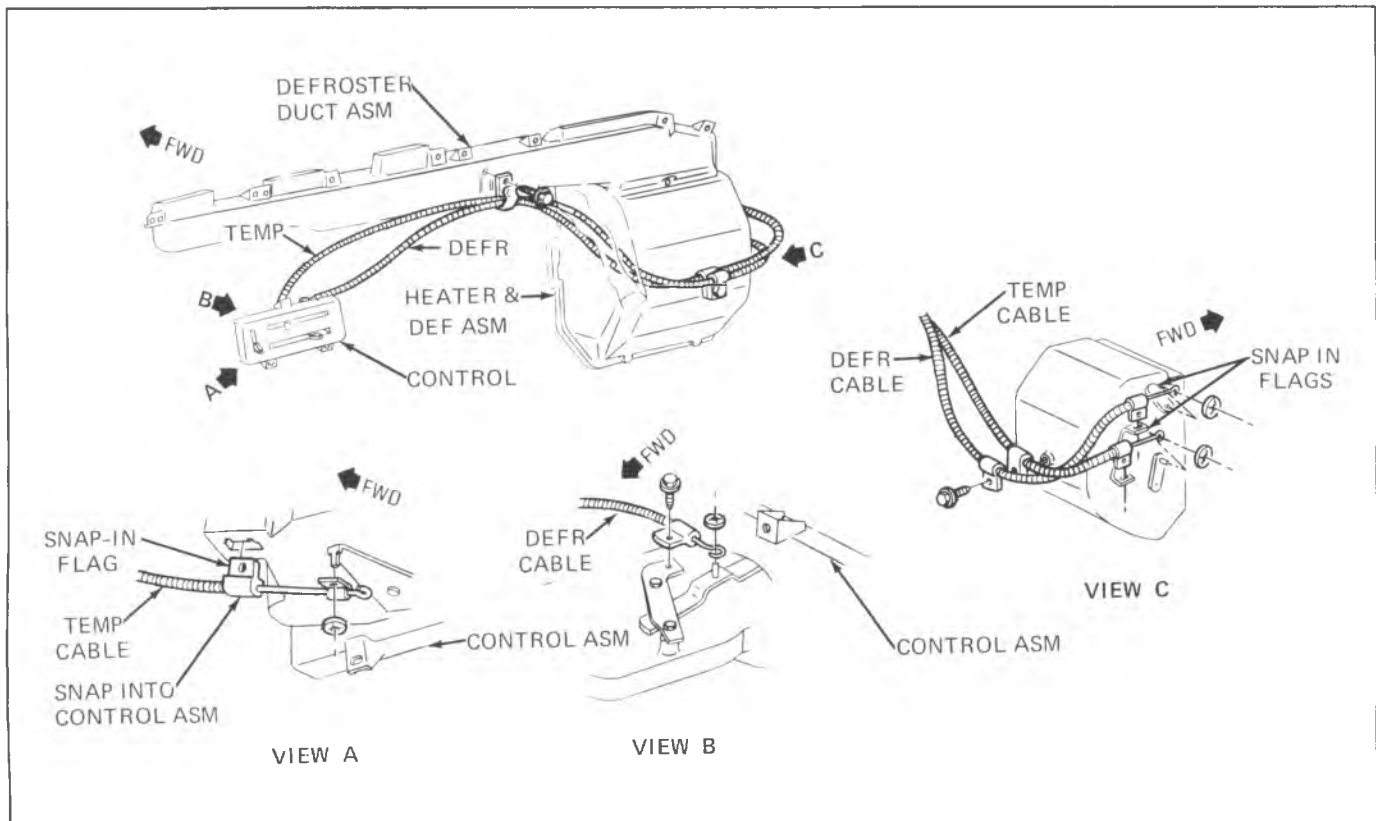 DEFROSTER
DUCT ASM
FWD
TEMP
DEFR
C
B
HEATER &
DEF ASM
A
CONTROL
TEMP
CABLE
FWD
DEFR
CABLE
SNAP IN
FLAGS
VIEW C
FWD
SNAP-IN
FLAG
TEMP
CABLE
CONTROL ASM
SNAP INTO
CONTROL ASM
VIEW A
FWD
DEFR
CABLE
CONTROL ASM
VIEW B